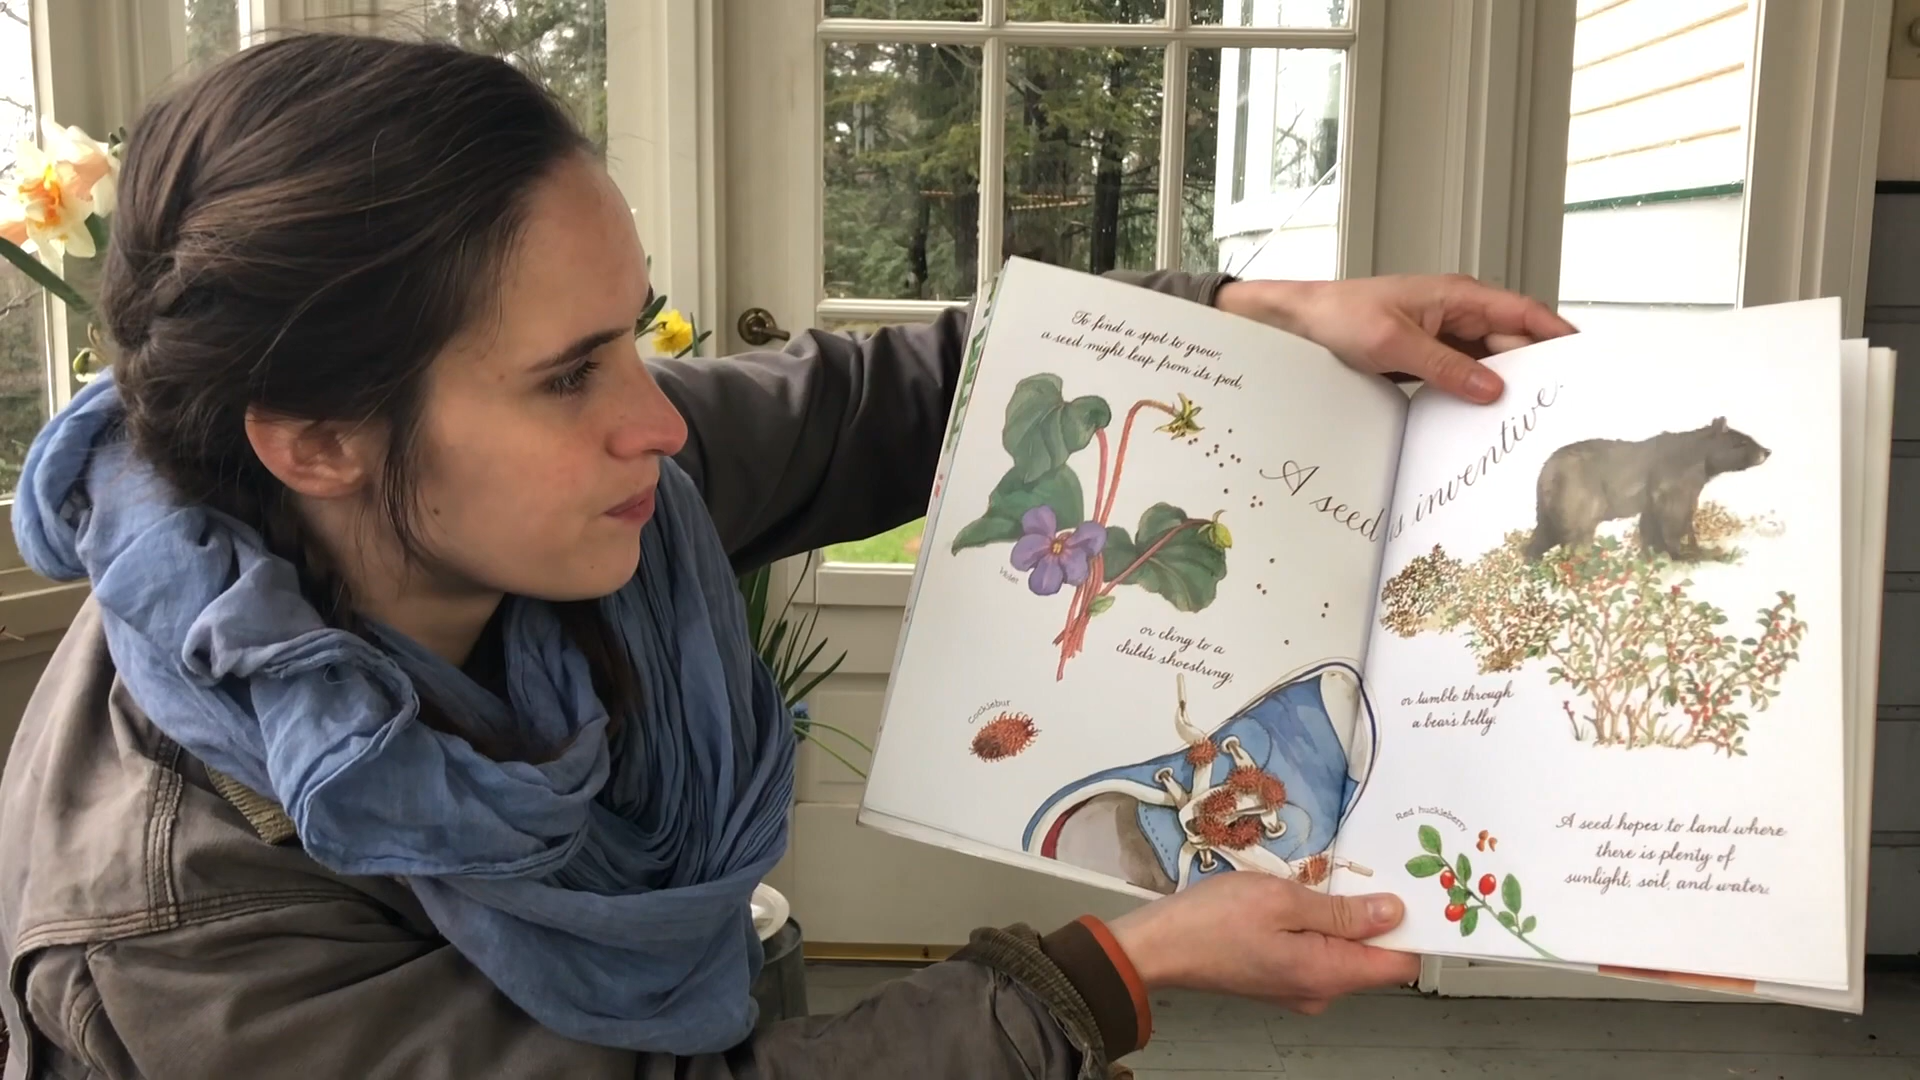 To find a spot to grow,
a seed might leap from its pod,
A seed is inventive.
violet
or cling to a
child's shoestring,
cocklebur
or tumble through
a bear's belly.
Red huckleberry
A seed hopes to land where
there is plenty of
sunlight, soil, and water.